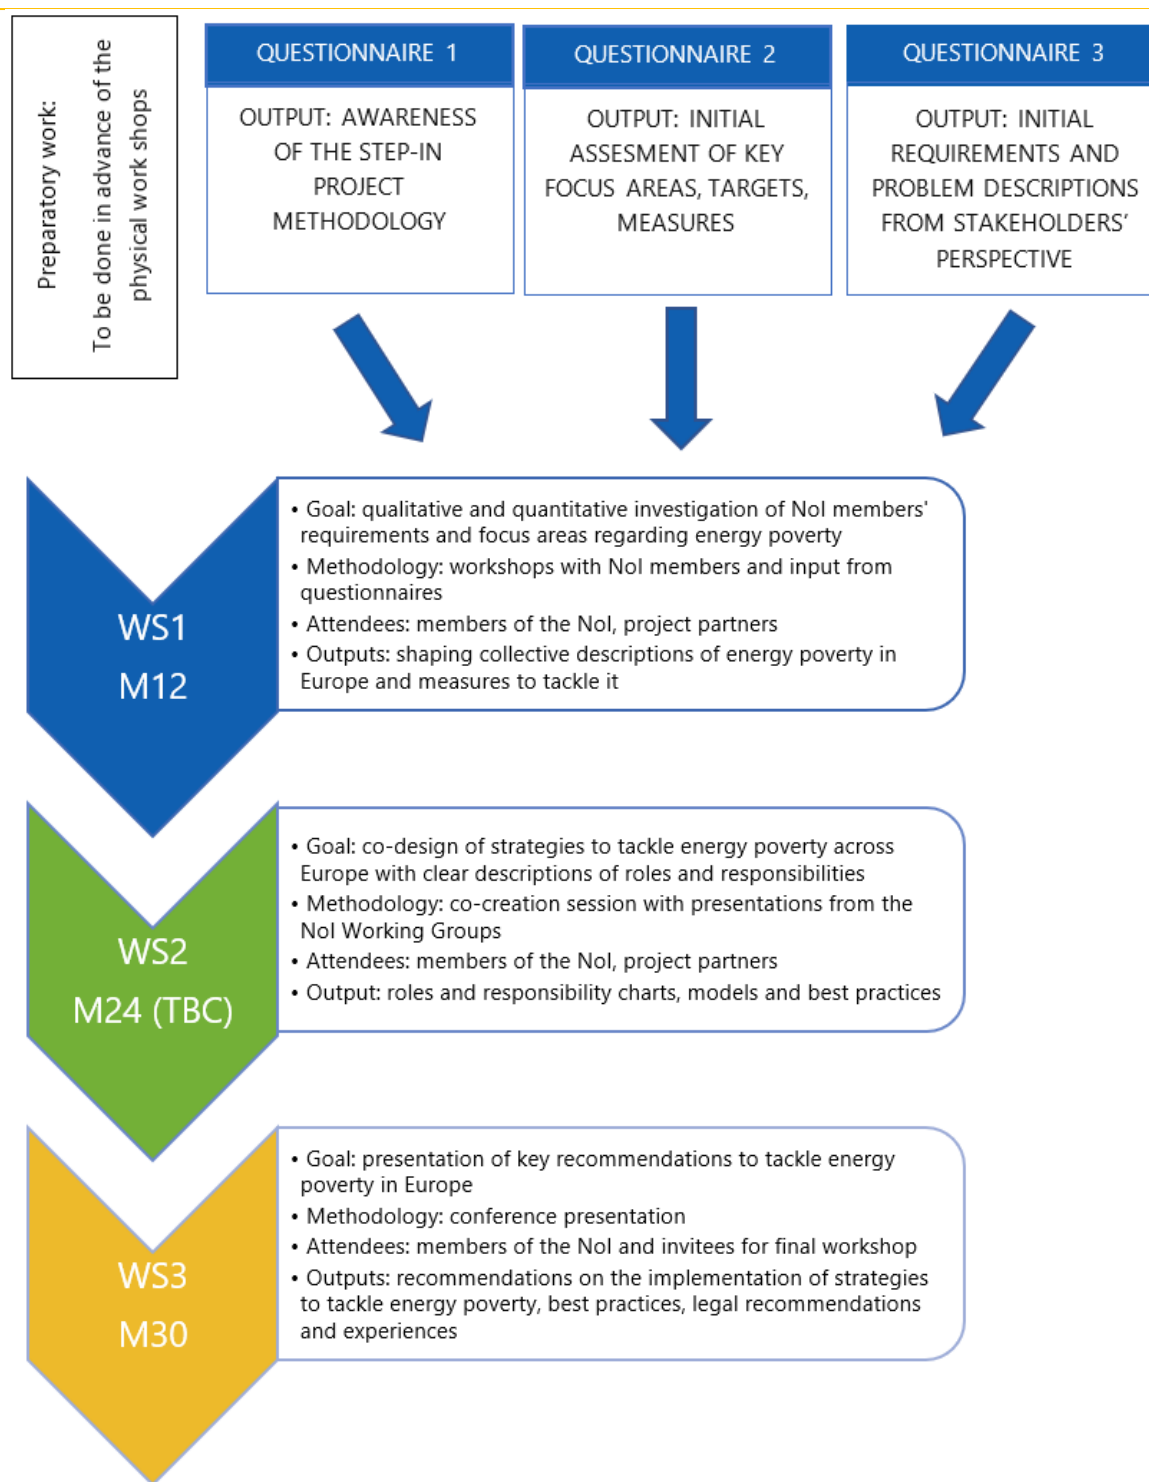 Preparatory work:
To be done in advance of the
physical work shops
QUESTIONNAIRE 1
OUTPUT: AWARENESS
OF THE STEP-IN
PROJECT
METHODOLOGY
QUESTIONNAIRE 2
OUTPUT: INITIAL
ASSESMENT OF KEY
FOCUS AREAS, TARGETS,
MEASURES
QUESTIONNAIRE 3
OUTPUT: INITIAL
REQUIREMENTS AND
PROBLEM DESCRIPTIONS
FROM STAKEHOLDERS’
PERSPECTIVE
WS1
M12
• Goal: qualitative and quantitative investigation of NoI members'
requirements and focus areas regarding energy poverty
• Methodology: workshops with NoI members and input from
questionnaires
• Attendees: members of the NoI, project partners
• Outputs: shaping collective descriptions of energy poverty in
Europe and measures to tackle it
WS2
M24 (TBC)
• Goal: co-design of strategies to tackle energy poverty across
Europe with clear descriptions of roles and responsibilities
• Methodology: co-creation session with presentations from the
NoI Working Groups
• Attendees: members of the NoI, project partners
• Output: roles and responsibility charts, models and best practices
WS3
M30
• Goal: presentation of key recommendations to tackle energy
poverty in Europe
• Methodology: conference presentation
• Attendees: members of the NoI and invitees for final workshop
• Outputs: recommendations on the implementation of strategies
to tackle energy poverty, best practices, legal recommendations
and experiences